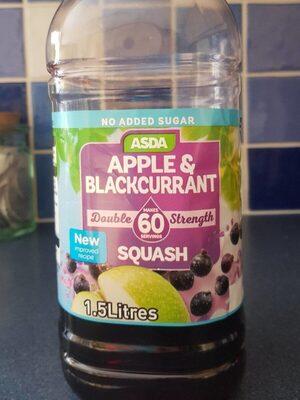 NO ADDED SUGAR
ASDA
APPLE &
BLACKCURRANT
Double MAKES 60 SERVINGS Strength
SQUASH
New
improved
recipe
1.5Litres